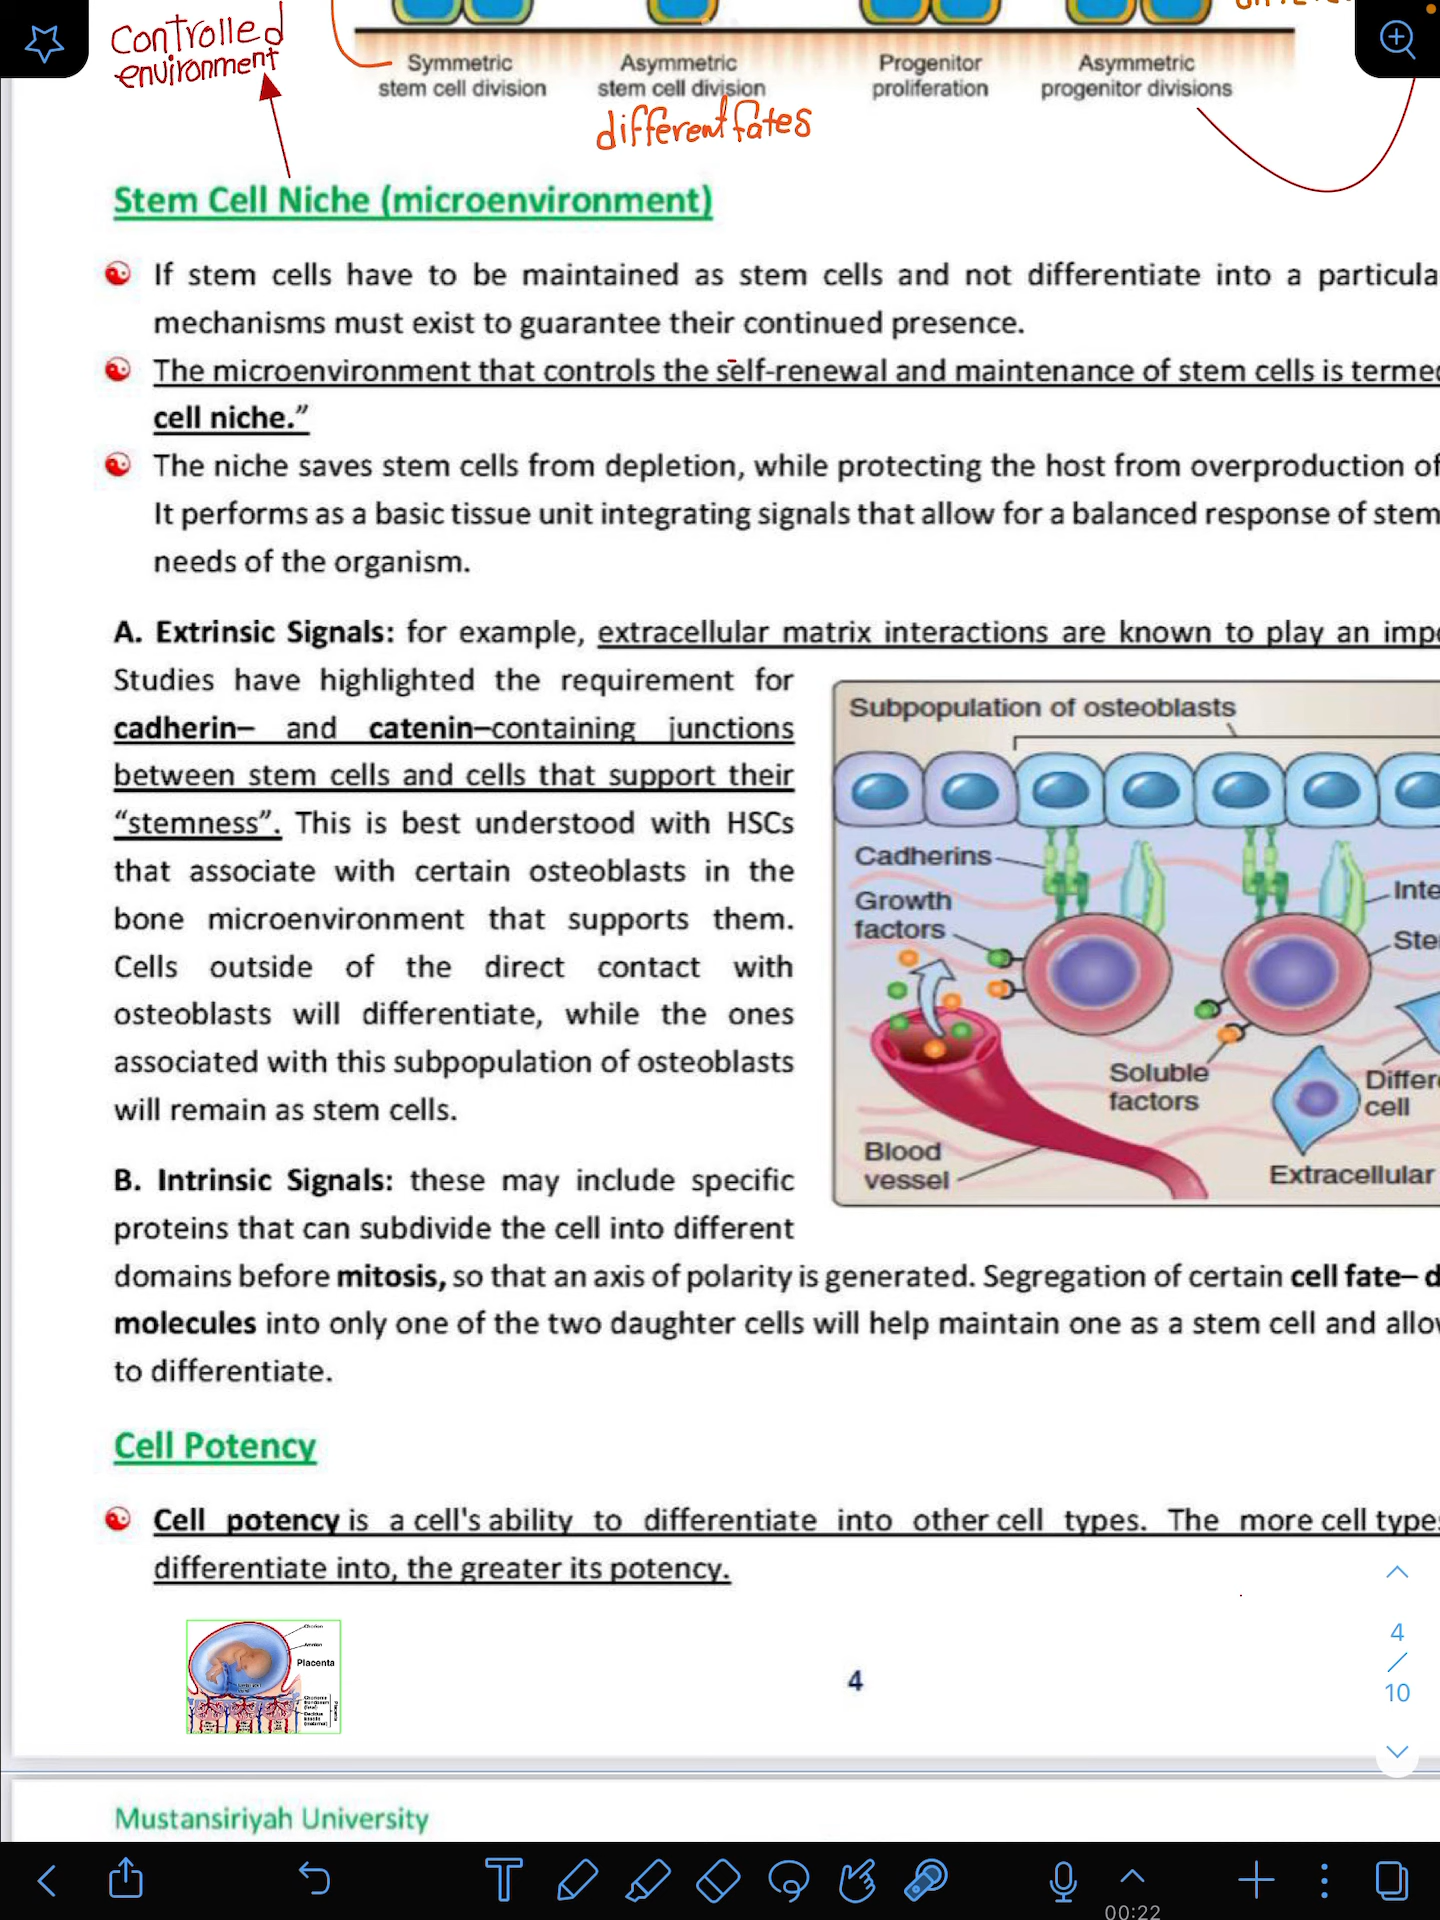 Controlled
environment
Symmetric
stem cell division
Asymmetric
stem cell division
Progenitor
proliferation
Asymmetric
progenitor divisions
different fates
Stem Cell Niche (microenvironment)
If stem cells have to be maintained as stem cells and not differentiate into a particula
mechanisms must exist to guarantee their continued presence.
The microenvironment that controls the self-renewal and maintenance of stem cells is termed
cell niche.”
The niche saves stem cells from depletion, while protecting the host from overproduction of
It performs as a basic tissue unit integrating signals that allow for a balanced response of stem
needs of the organism.
A. Extrinsic Signals: for example, extracellular matrix interactions are known to play an imp
Studies have highlighted the requirement for
cadherin– and catenin–containing junctions
between stem cells and cells that support their
“stemness”. This is best understood with HSCs
that associate with certain osteoblasts in the
bone microenvironment that supports them.
Cells outside of the direct contact with
osteoblasts will differentiate, while the ones
associated with this subpopulation of osteoblasts
will remain as stem cells.
Subpopulation of osteoblasts
Cadherins
Growth
factors
Inte
Ste
Soluble
factors
Differ
cell
Blood
vessel
Extracellular
B. Intrinsic Signals: these may include specific
proteins that can subdivide the cell into different
domains before mitosis, so that an axis of polarity is generated. Segregation of certain cell fate– d
molecules into only one of the two daughter cells will help maintain one as a stem cell and allow
to differentiate.
Cell Potency
Cell potency is a cell's ability to differentiate into other cell types. The more cell types
differentiate into, the greater its potency.
Chorion
Amnion
Placenta
4
4
/
10
Mustansiriyah University
T
00:22